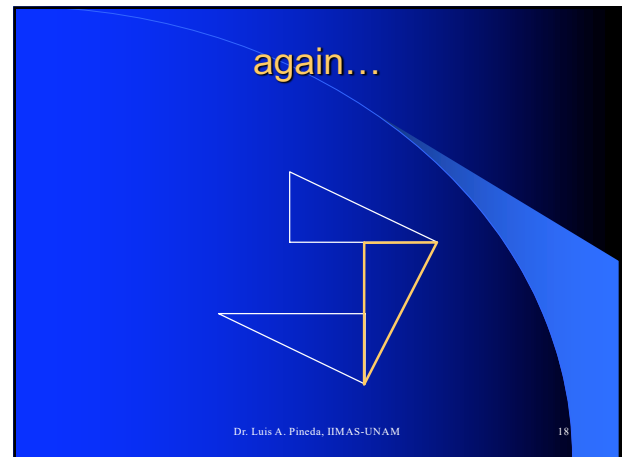 again…
Dr. Luis A. Pineda, IIMAS-UNAM
18